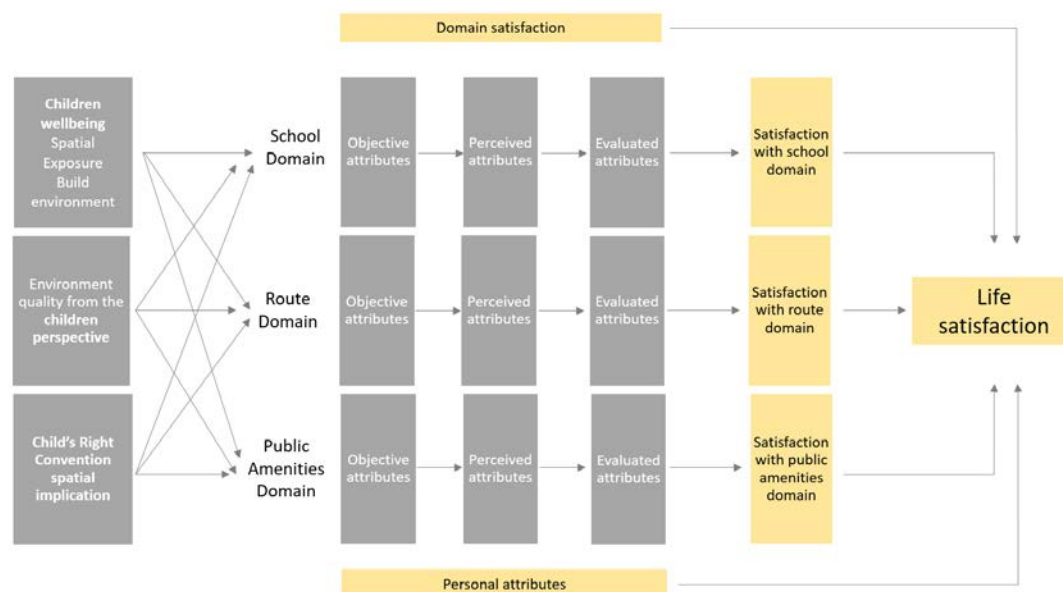 Domain satisfaction
Children
wellbeing
Spatial
Exposure
Build
environment
School
Domain
Objective
attributes
Perceived
attributes
Evaluated
attributes
Satisfaction
with school
domain
Environment
quality from the
children
perspective
Route
Domain
Objective
attributes
Perceived
attributes
Evaluated
attributes
Satisfaction
with route
domain
Life
satisfaction
Child's Right
Convention
spatial
implication
Public
Amenities
Domain
Objective
attributes
Perceived
attributes
Evaluated
attributes
Satisfaction
with public
amenities
domain
Personal attributes